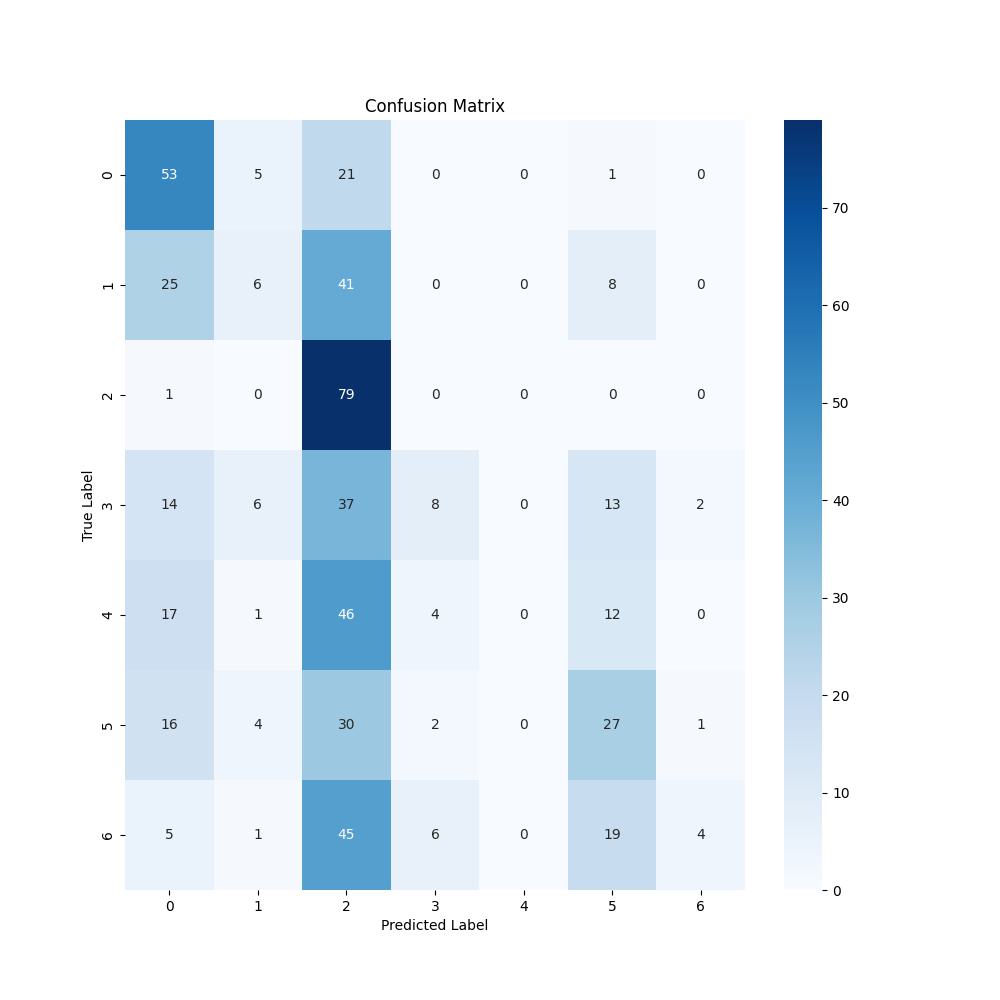 Confusion Matrix
0 53 5 21 0 0 1 0
1 25 6 41 0 0 8 0
2 1 0 79 0 0 0 0
3 14 6 37 8 0 13 2
4 17 1 46 4 0 12 0
5 16 4 30 2 0 27 1
6 5 1 45 6 0 19 4
0 1 2 3 4 5 6
Predicted Label
True Label
70
60
50
40
30
20
10
0